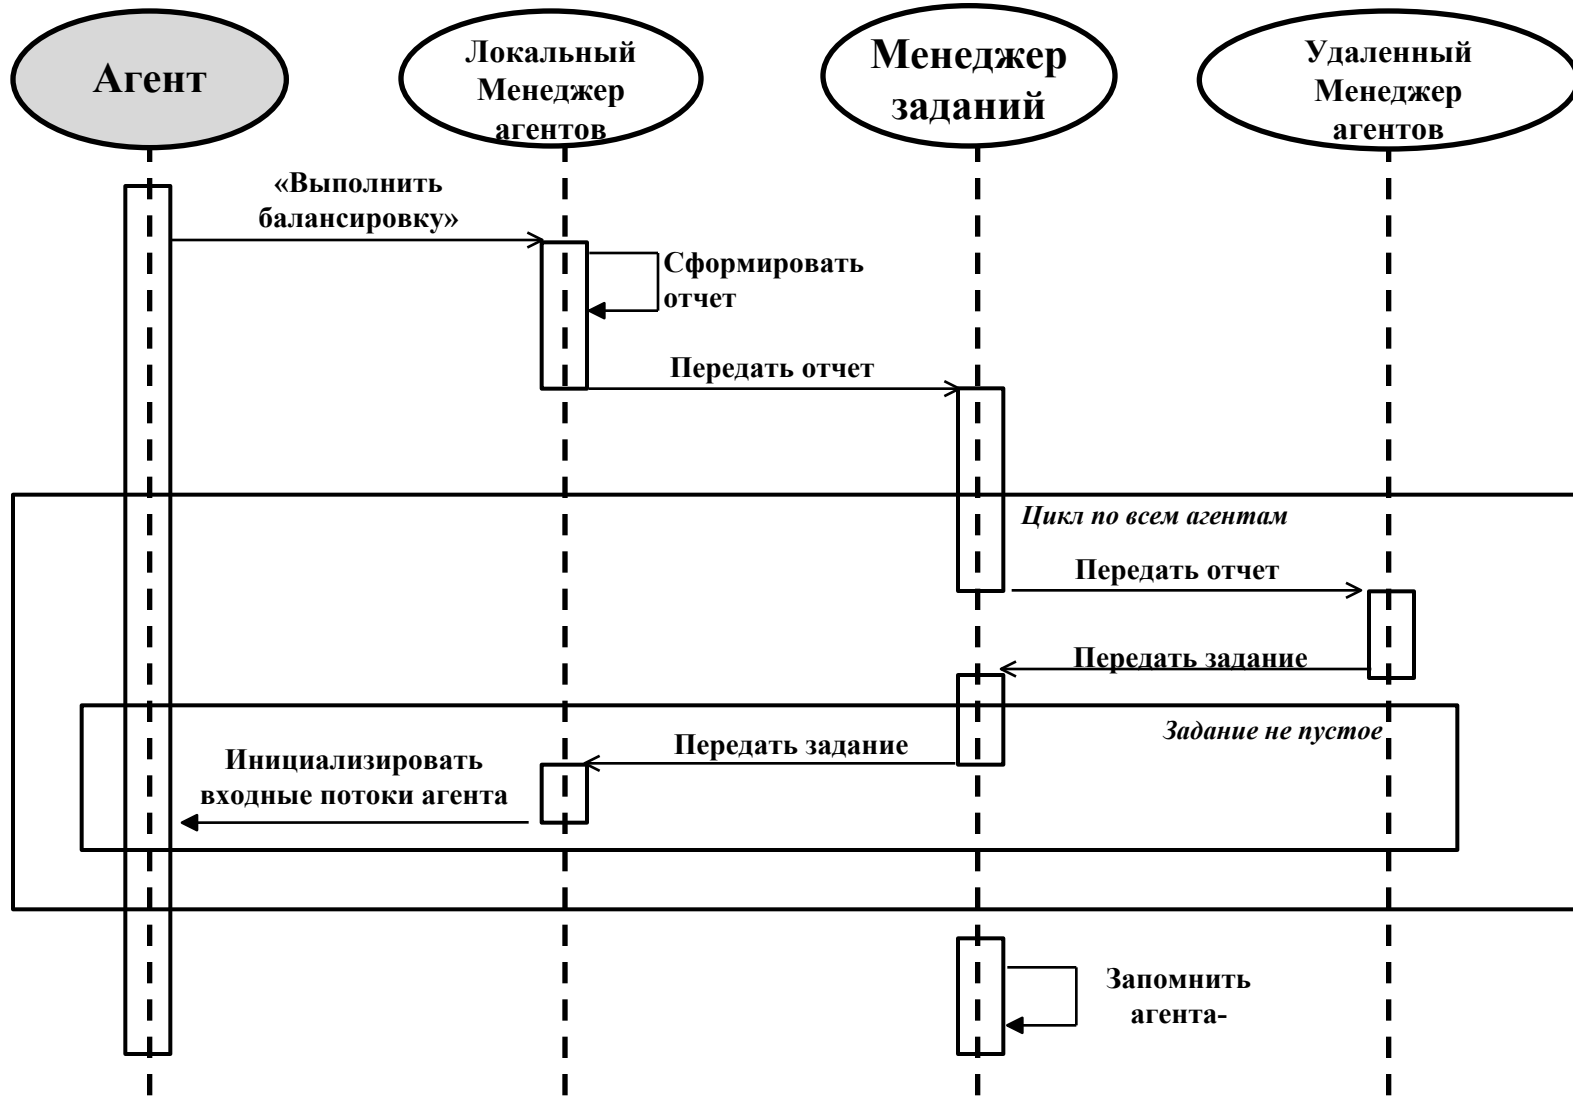 Агент
Локальный
Менеджер
агентов
Менеджер
заданий
Удаленный
Менеджер
агентов
«Выполнить
балансировку»
Сформировать
отчет
Передать отчет
Цикл по всем агентам
Передать отчет
Передать задание
Задание не пустое
Передать задание
Инициализировать
входные потоки агента
Запомнить
агента-